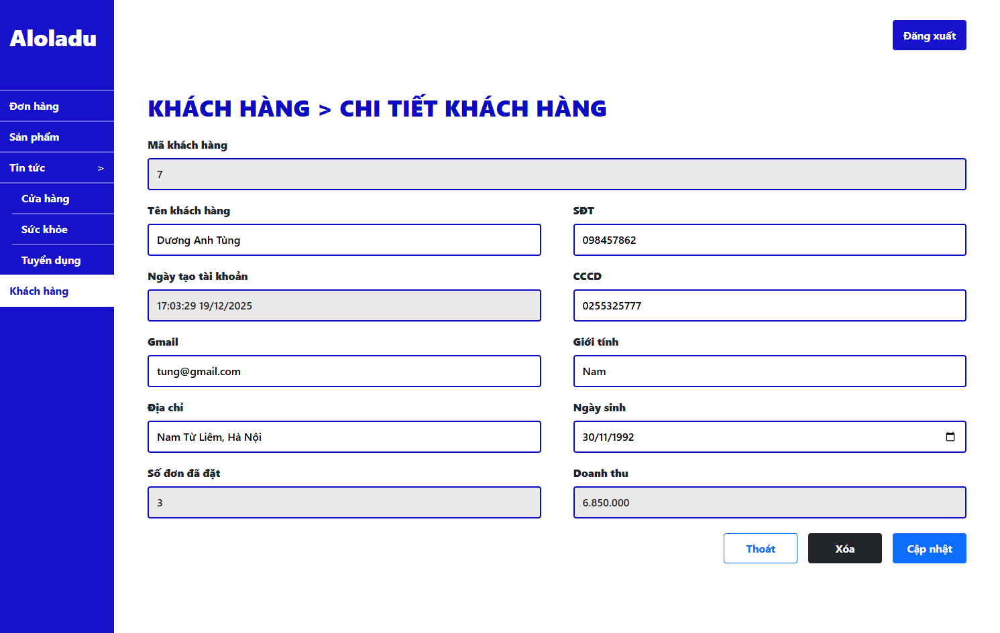 Aloladu
Đăng xuất
Đơn hàng
Sản phẩm
Tin tức >
Cửa hàng
Sức khỏe
Tuyển dụng
Khách hàng
KHÁCH HÀNG > CHI TIẾT KHÁCH HÀNG
Mã khách hàng
7
Tên khách hàng
Dương Anh Tùng
SĐT
098457862
Ngày tạo tài khoản
17:03:29 19/12/2025
CCCD
0255325777
Gmail
tung@gmail.com
Giới tính
Nam
Địa chỉ
Nam Từ Liêm, Hà Nội
Ngày sinh
30/11/1992
Số đơn đã đặt
3
Doanh thu
6.850.000
Thoát
Xóa
Cập nhật